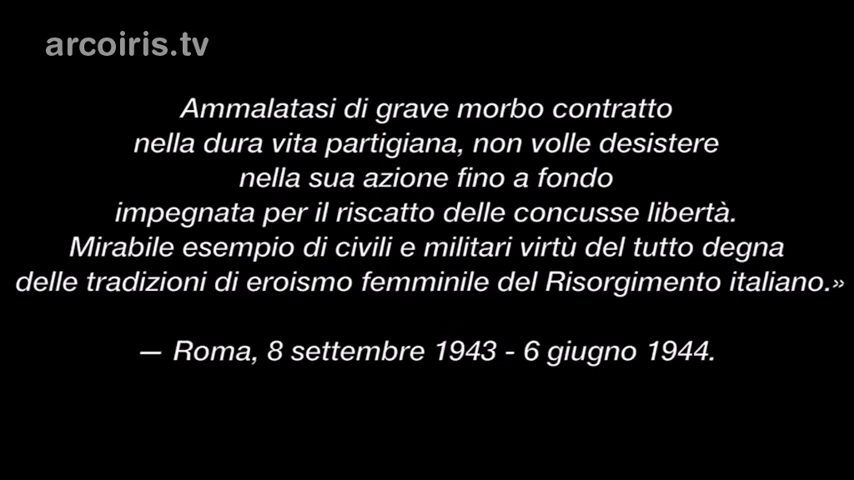 arcoiris.tv
Ammalatasi di grave morbo contratto
nella dura vita partigiana, non volle desistere
nella sua azione fino a fondo
impegnata per il riscatto delle concusse libertà.
Mirabile esempio di civili e militari virtù del tutto degna
delle tradizioni di eroismo femminile del Risorgimento italiano.»
— Roma, 8 settembre 1943 - 6 giugno 1944.